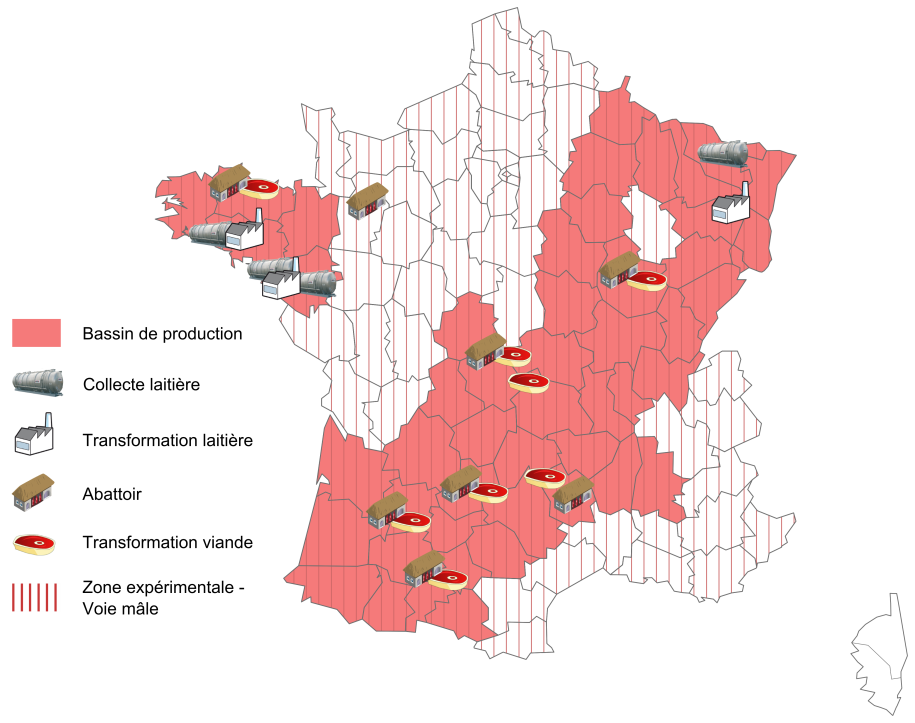 Bassin de production
Collecte laitière
Transformation laitière
Abattoir
Transformation viande
Zone expérimentale -
Voie mâle